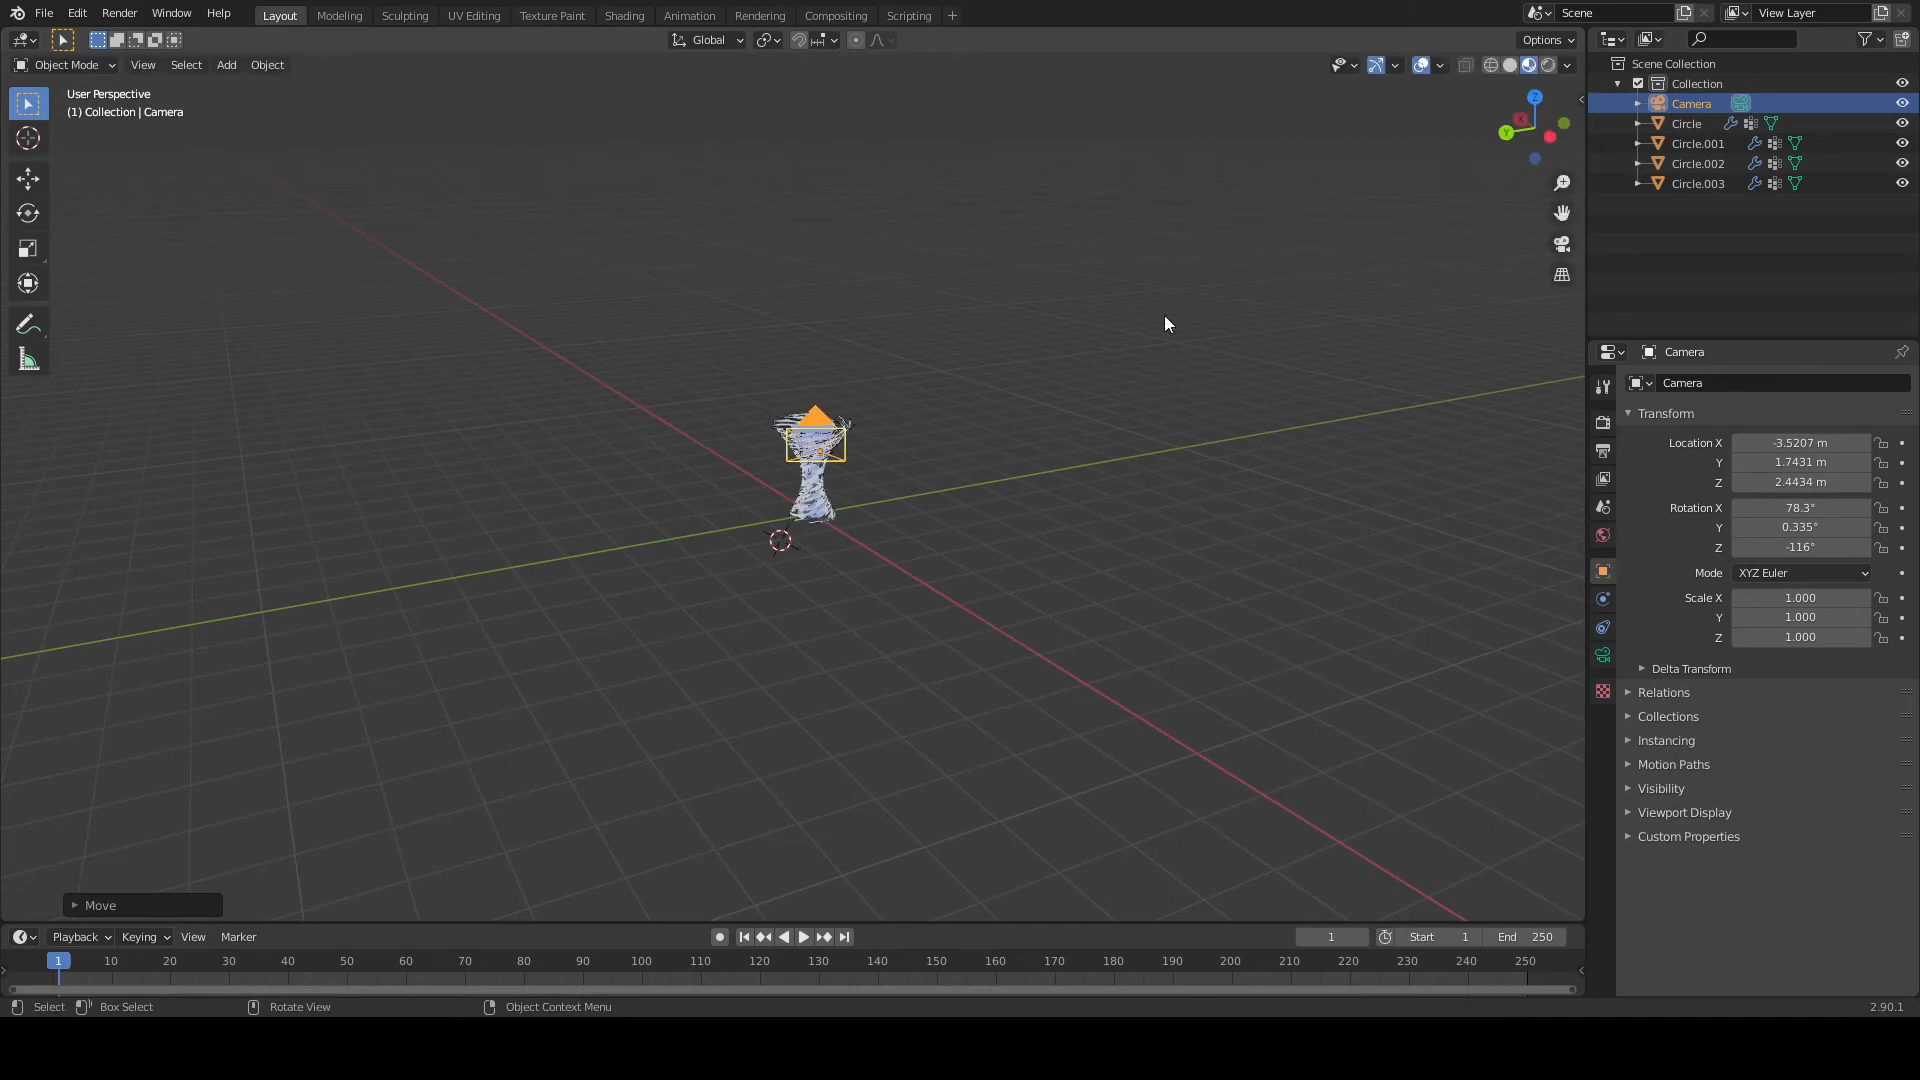 File Edit Render Window Help Layout Modeling Sculpting UV Editing Texture Paint Shading Animation Rendering Compositing Scripting + Scene View Layer
Global Options
Object Mode View Select Add Object
User Perspective
(1) Collection | Camera
Z
X
Y
Scene Collection
Collection
Camera
Circle
Circle.001
Circle.002
Circle.003
Camera
Camera
Transform
Location X -3.5207 m
Y 1.7431 m
Z 2.4434 m
Rotation X 78.3°
Y 0.335°
Z -116°
Mode XYZ Euler
Scale X 1.000
Y 1.000
Z 1.000
Delta Transform
Relations
Collections
Instancing
Motion Paths
Visibility
Viewport Display
Custom Properties
Move
Playback Keying View Marker 1 Start 1 End 250
1 10 20 30 40 50 60 70 80 90 100 110 120 130 140 150 160 170 180 190 200 210 220 230 240 250
Select Box Select Rotate View Object Context Menu 2.90.1